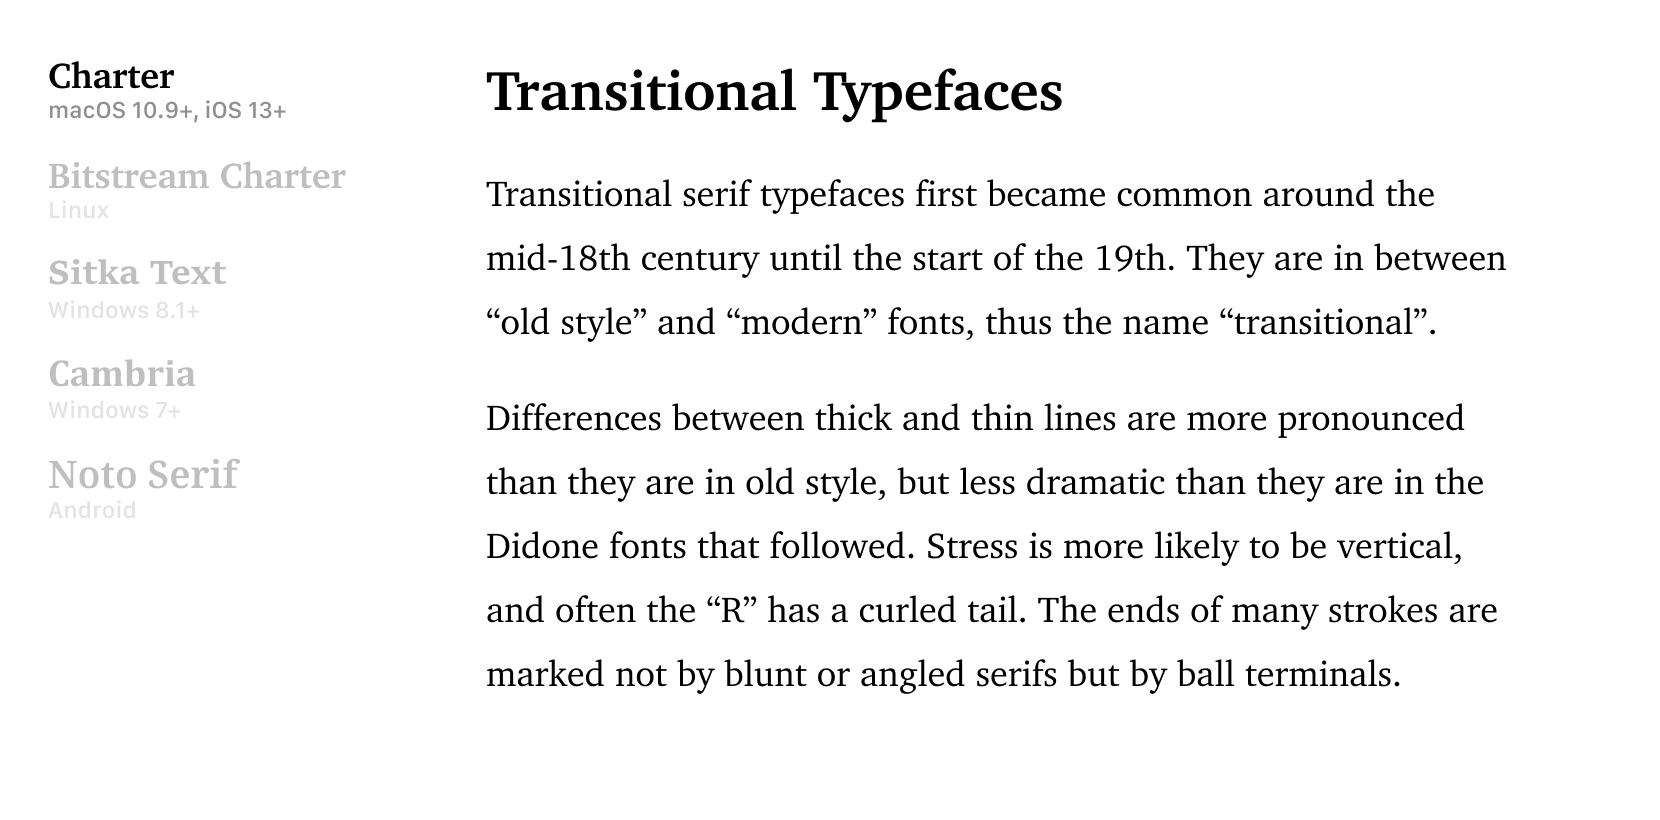 Charter
macOS 10.9+, iOS 13+
Bitstream Charter
Linux
Sitka Text
Windows 8.1+
Cambria
Windows 7+
Noto Serif
Android
Transitional Typefaces
Transitional serif typefaces first became common around the
mid-18th century until the start of the 19th. They are in between
“old style” and “modern” fonts, thus the name “transitional”.
Differences between thick and thin lines are more pronounced
than they are in old style, but less dramatic than they are in the
Didone fonts that followed. Stress is more likely to be vertical,
and often the “R” has a curled tail. The ends of many strokes are
marked not by blunt or angled serifs but by ball terminals.